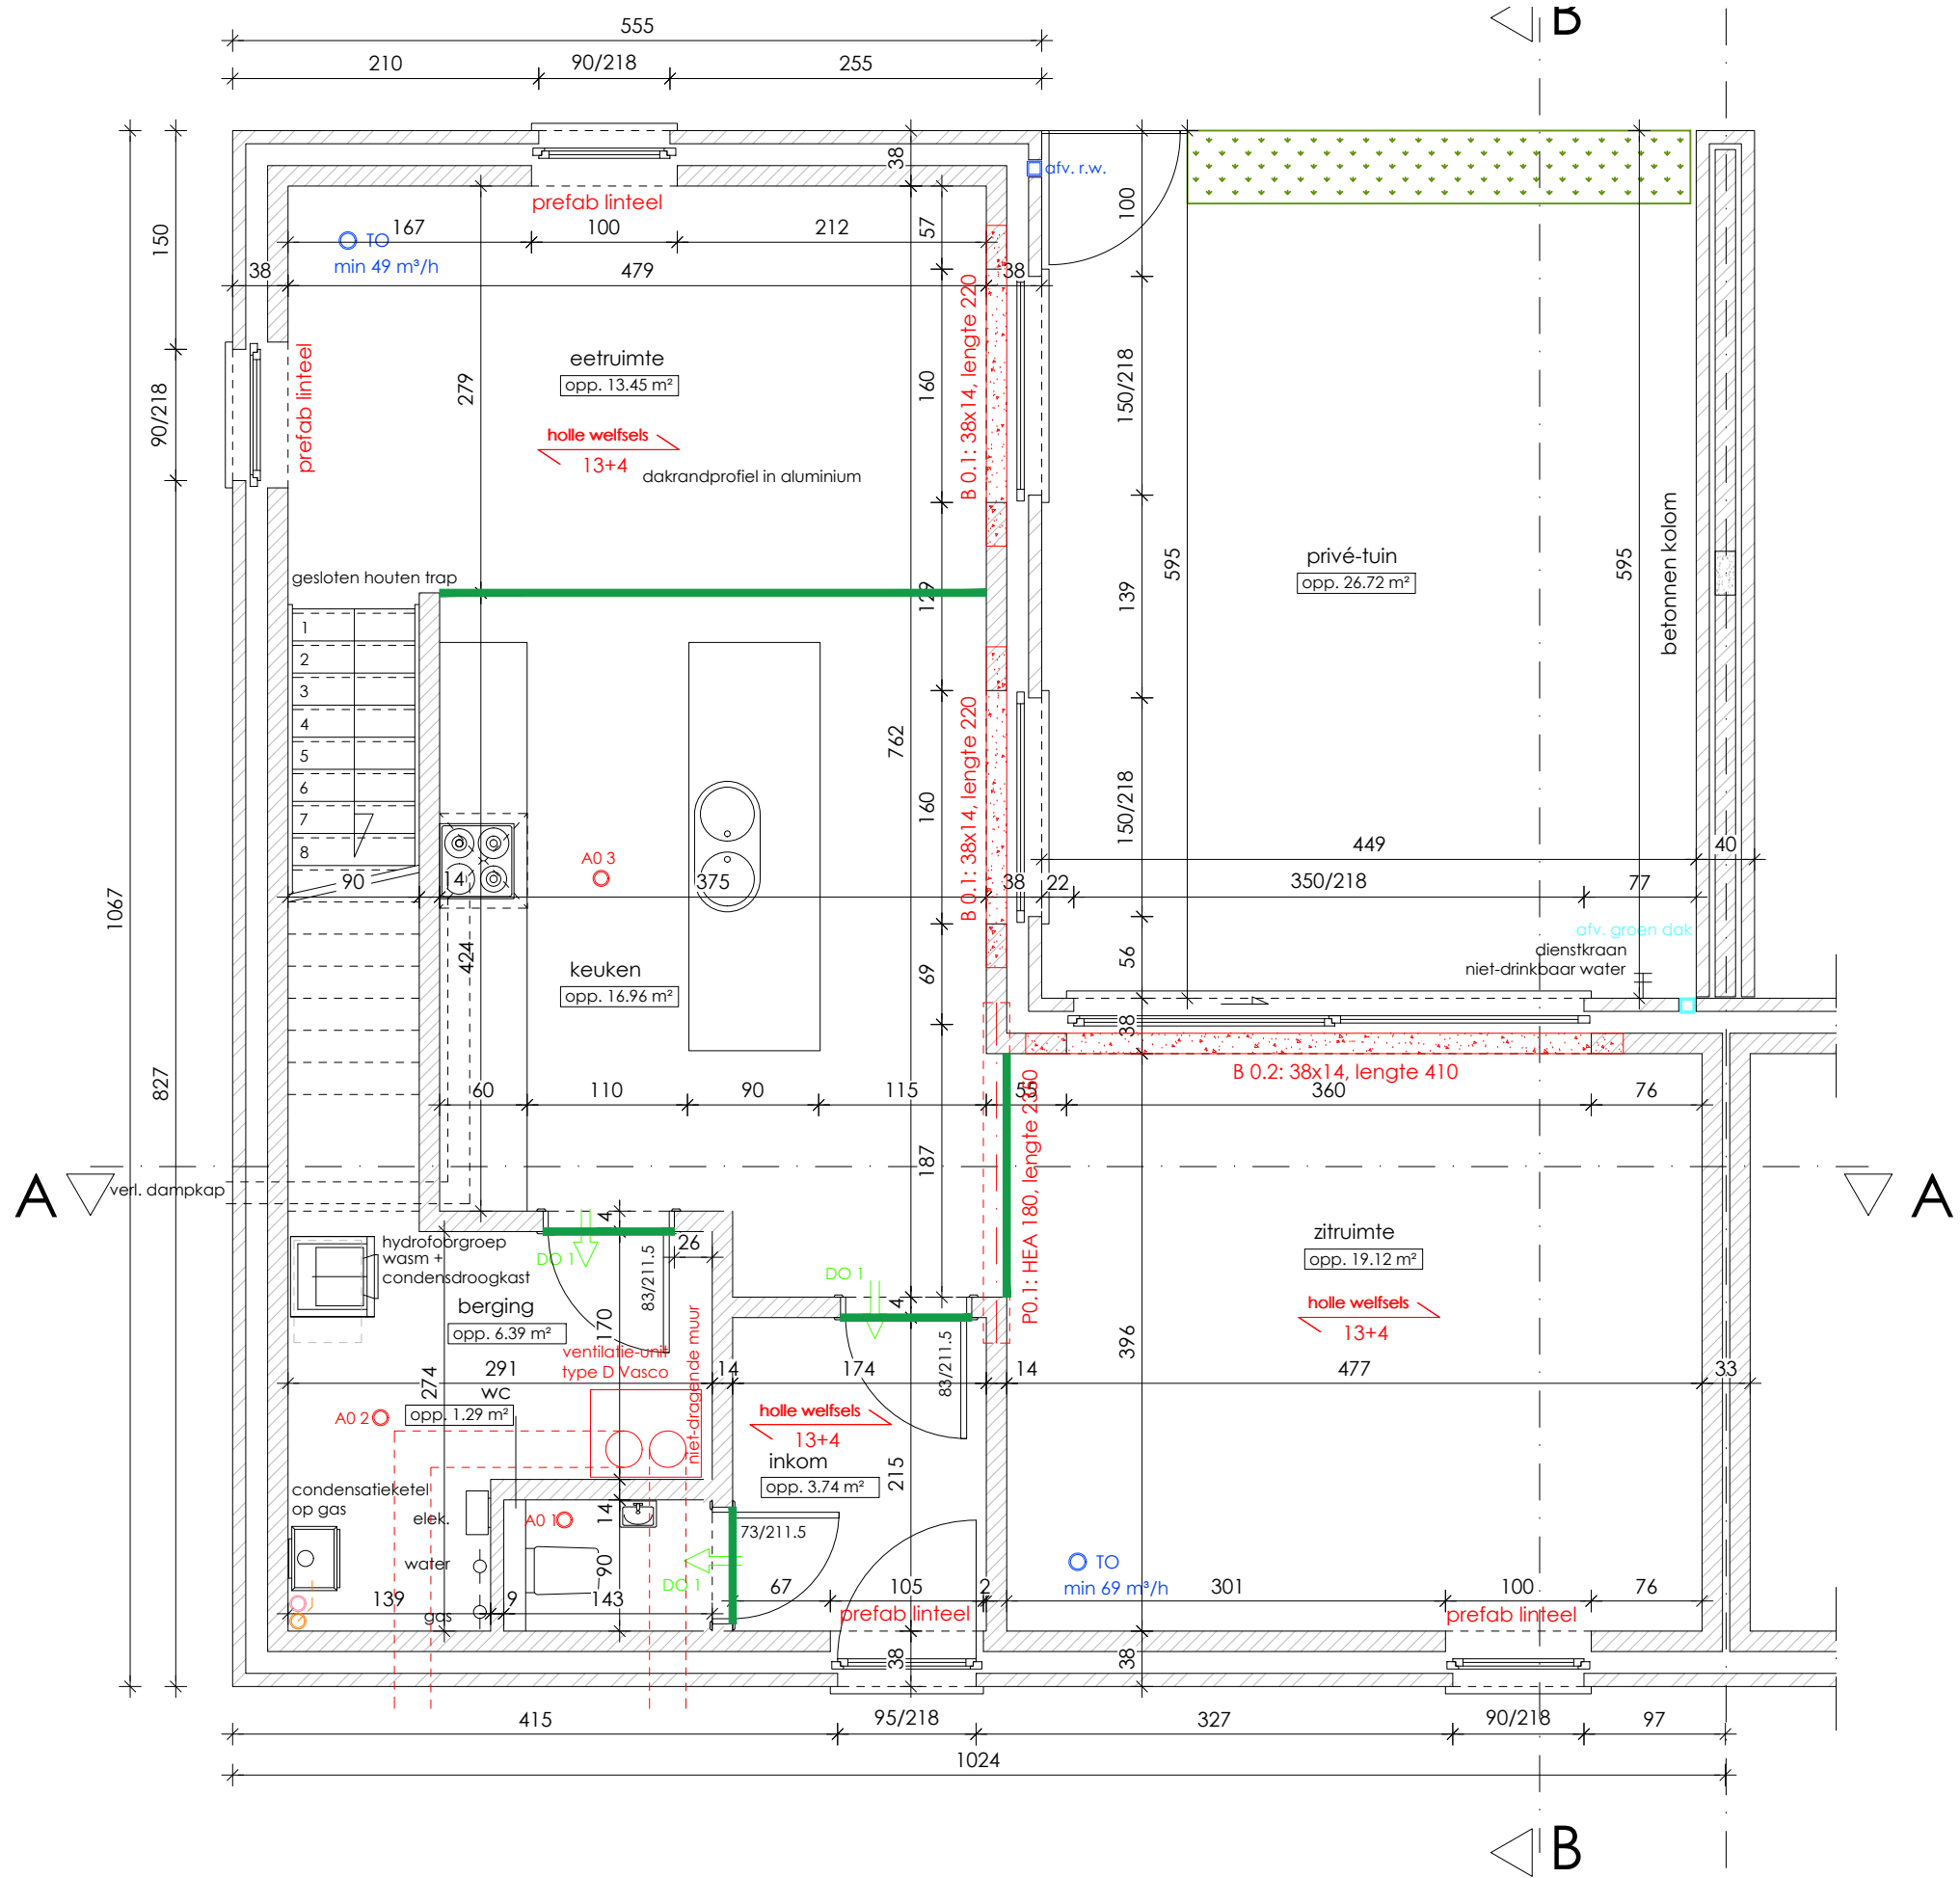 555
B
210
90/218
255
38
afv. r.w.
prefab linteel
100
150
167
100
212
57
TO
min 49 m³/h
38
479
38
eetruimte
opp. 13.45 m²
279
160
150/218
B 0.1: 38x14, lengte 220
90/218
prefab linteel
holle welfsels
13+4
dakrandprofiel in aluminium
privé-tuin
opp. 26.72 m²
595
595
betonnen kolom
gesloten houten trap
129
139
1
2
3
4
5
6
7
8
762
160
150/218
B 0.1: 38x14, lengte 220
449
40
A0 3
90
14
375
38
22
350/218
77
1067
afv. groen dak
dienstkraan
niet-drinkbaar water
424
keuken
opp. 16.96 m²
69
56
38
827
B 0.2: 38x14, lengte 410
60
110
90
115
55
360
76
187
P0.1: HEA 180, lengte 2350
A
verl. dampkap
A
4
hydrofoorgroep
wasm +
condensdroogkast
26
DO 1
83/211.5
zitruimte
opp. 19.12 m²
DO 1
4
berging
opp. 6.39 m²
170
holle welfsels
13+4
ventilatie-unit
type D Vasco
niet-dragende muur
83/211.5
396
274
291
14
174
14
477
33
wc
opp. 1.29 m²
A0 2
holle welfsels
13+4
inkom
opp. 3.74 m²
215
condensatieketel
op gas
elek.
14
A0 1
73/211.5
water
90
DO 1
TO
min 69 m³/h
139
9
143
67
105
2
301
100
76
gas
prefab linteel
prefab linteel
38
38
415
95/218
327
90/218
97
1024
B